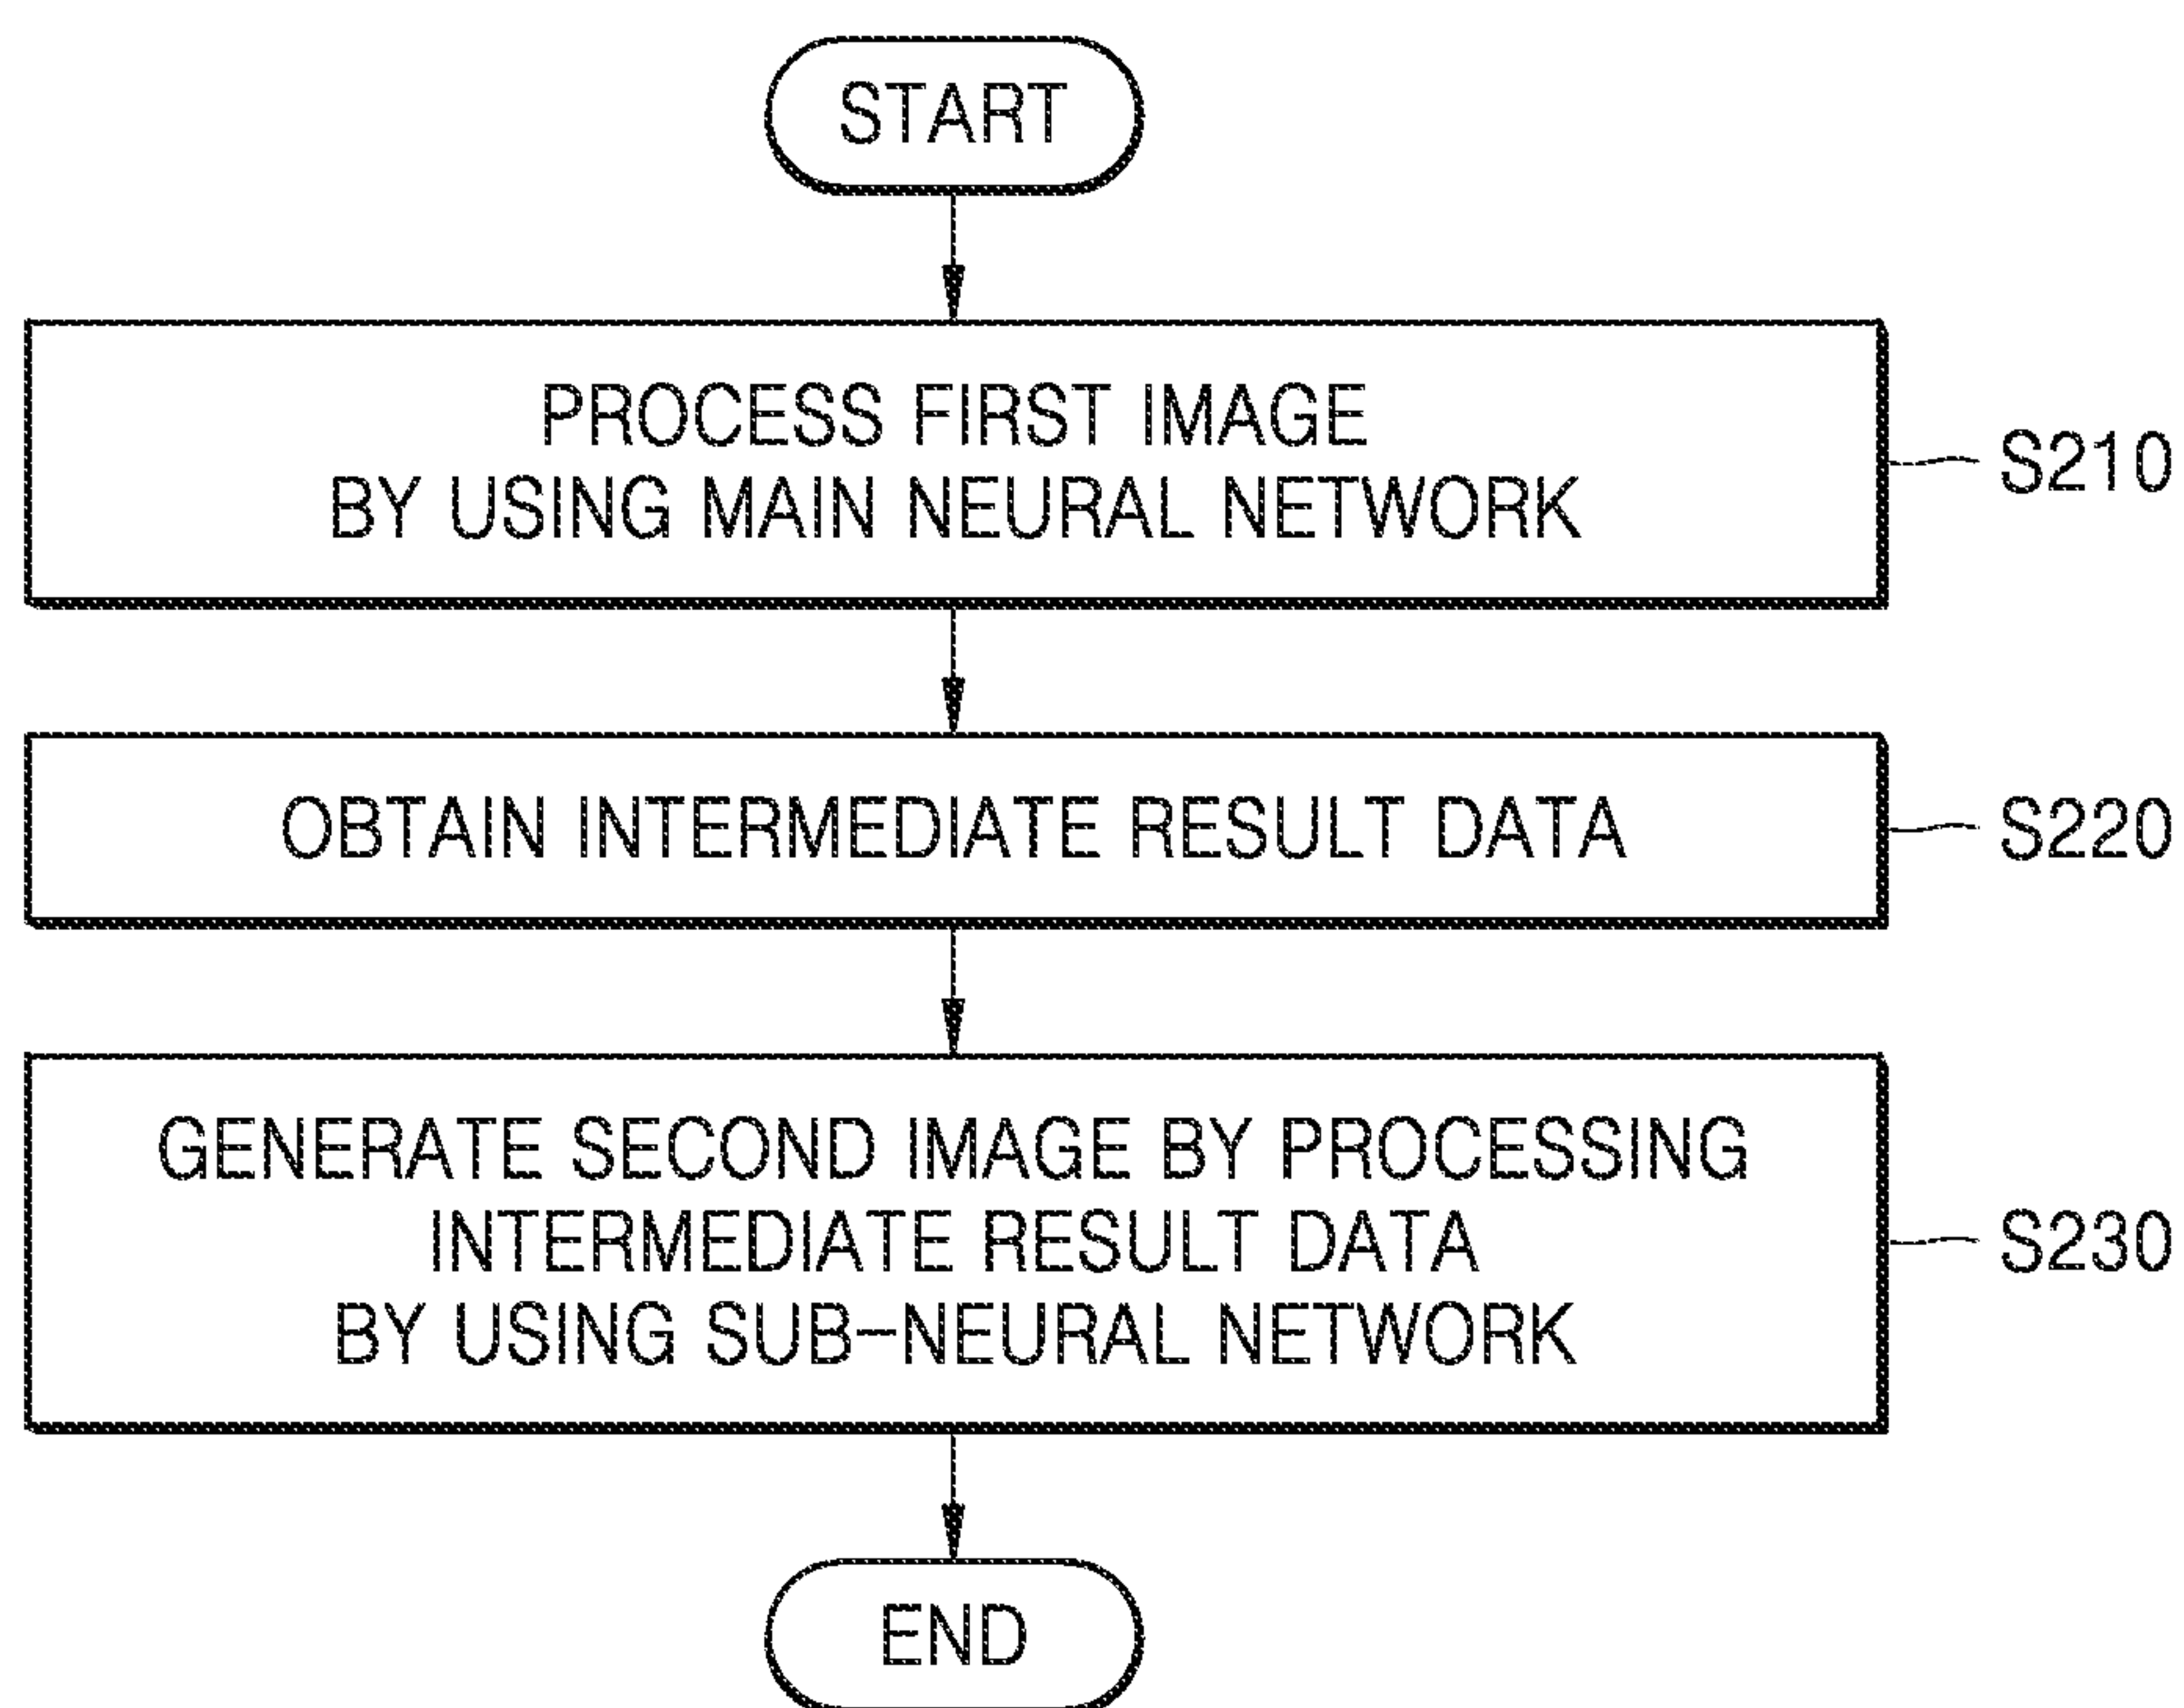 START
PROCESS FIRST IMAGE
BY USING MAIN NEURAL NETWORK
S210
OBTAIN INTERMEDIATE RESULT DATA
S220
GENERATE SECOND IMAGE BY PROCESSING
INTERMEDIATE RESULT DATA
BY USING SUB-NEURAL NETWORK
S230
END